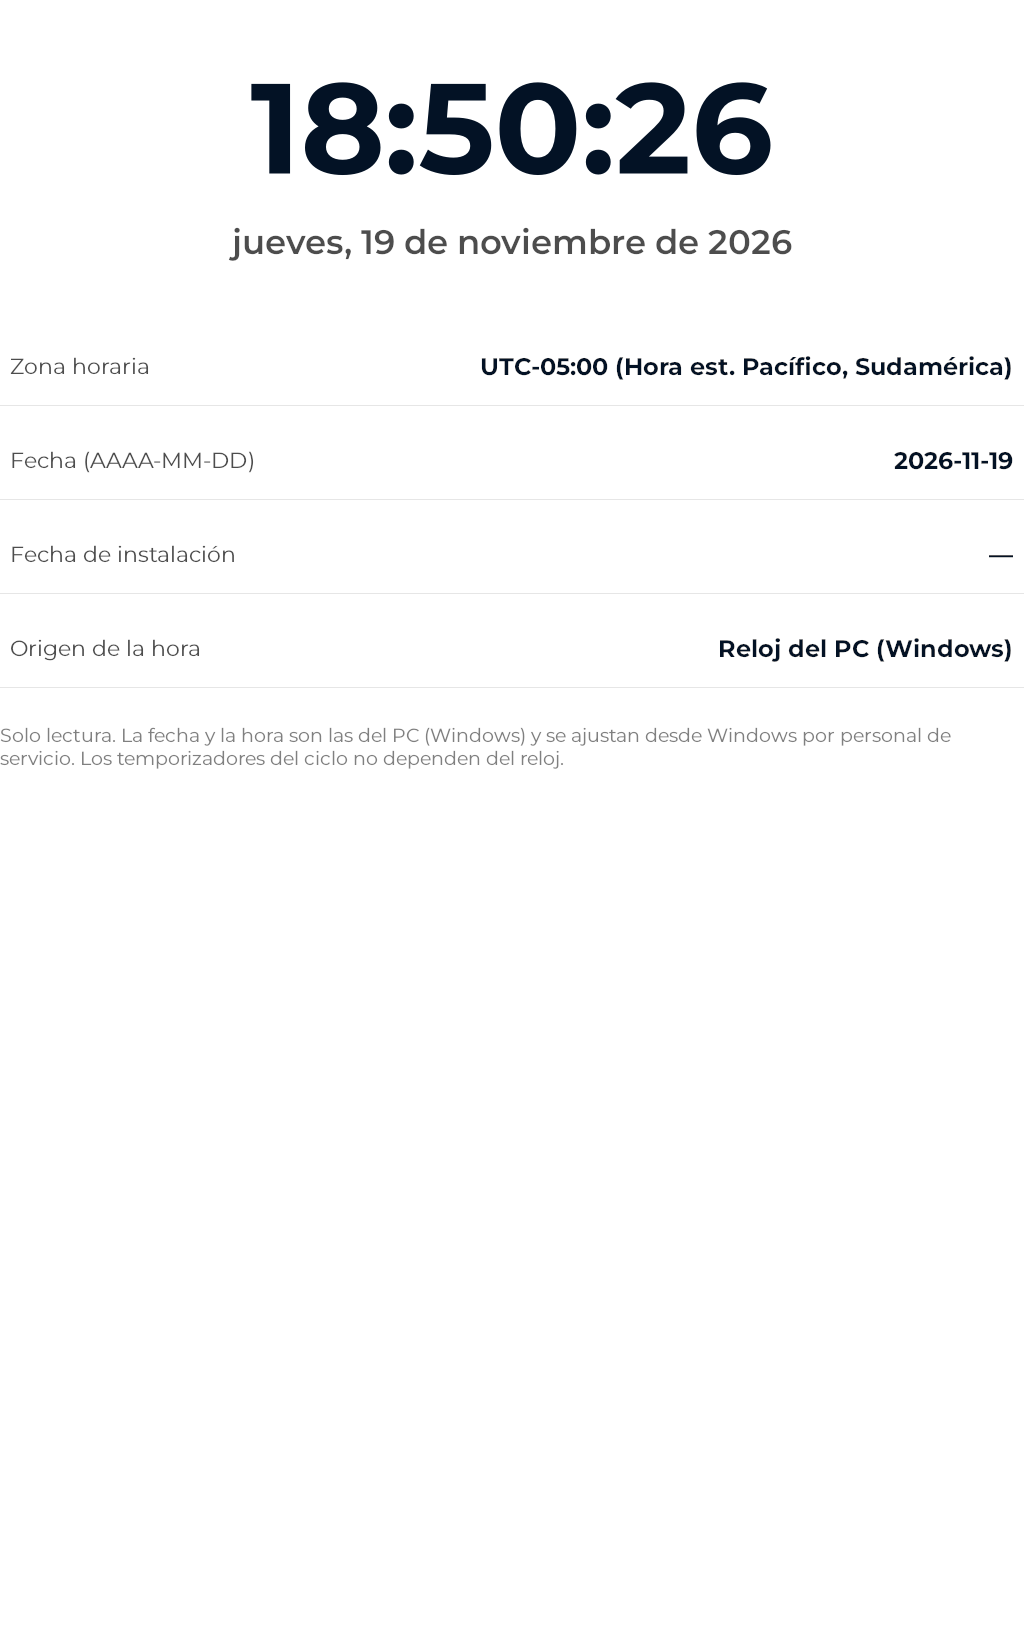 18:50:26
jueves, 19 de noviembre de 2026
Zona horaria UTC-05:00 (Hora est. Pacífico, Sudamérica)
Fecha (AAAA-MM-DD) 2026-11-19
Fecha de instalación —
Origen de la hora Reloj del PC (Windows)
Solo lectura. La fecha y la hora son las del PC (Windows) y se ajustan desde Windows por personal de
servicio. Los temporizadores del ciclo no dependen del reloj.